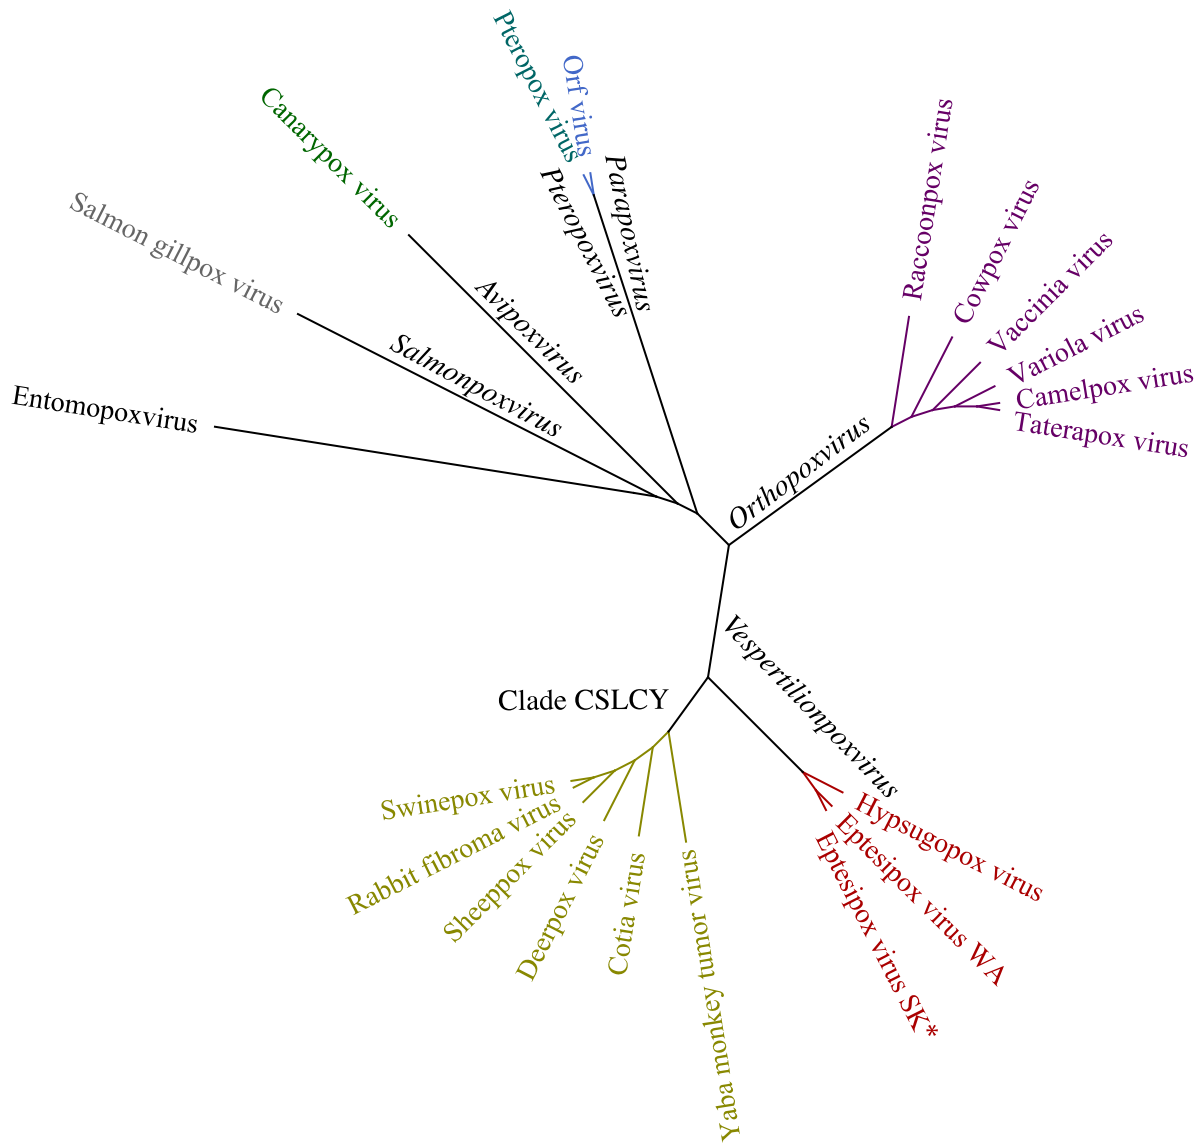 Pteropox virus
Orf virus
Canarypox virus
Raccoonpox virus
Parapoxvirus
Pteropoxvirus
Cowpox virus
Salmon gillpox virus
Vaccinia virus
Avipoxvirus
Variola virus
Salmonpoxvirus
Camelpox virus
Entomopoxvirus
Taterapox virus
Orthopoxvirus
Vespertilionpoxvirus
Clade CSLCY
Swinepox virus
Rabbit fibroma virus
Sheeppox virus
Deerpox virus
Cotia virus
Yaba monkey tumor virus
Hypsugopox virus
Eptesipox virus WA
Eptesipox virus SK*